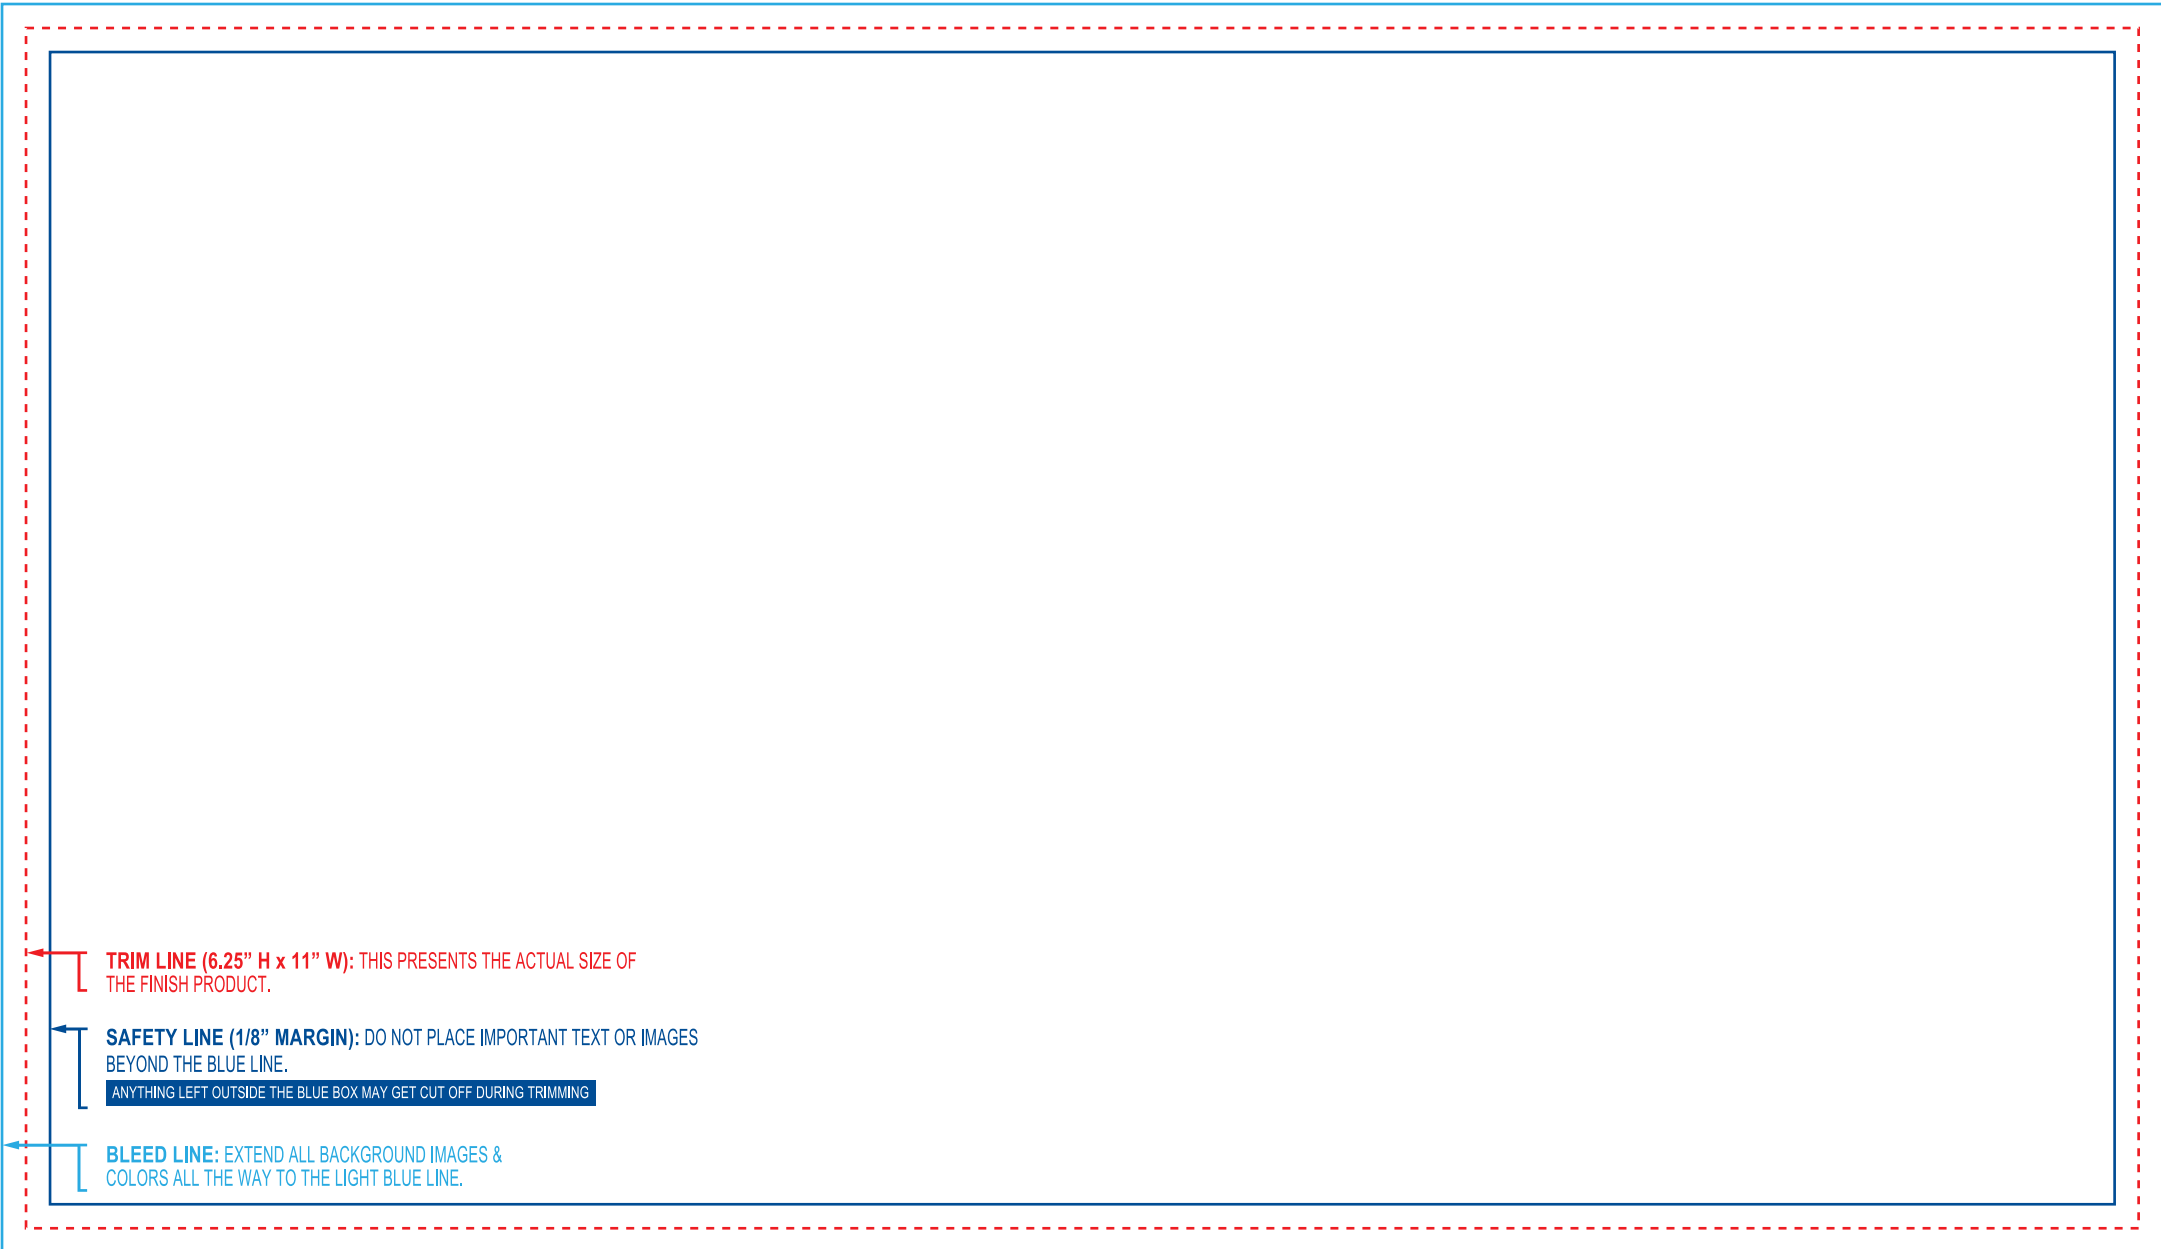 TRIM LINE (6.25” H x 11” W): THIS PRESENTS THE ACTUAL SIZE OF
THE FINISH PRODUCT.
SAFETY LINE (1/8” MARGIN): DO NOT PLACE IMPORTANT TEXT OR IMAGES
BEYOND THE BLUE LINE.
ANYTHING LEFT OUTSIDE THE BLUE BOX MAY GET CUT OFF DURING TRIMMING
BLEED LINE: EXTEND ALL BACKGROUND IMAGES &
COLORS ALL THE WAY TO THE LIGHT BLUE LINE.